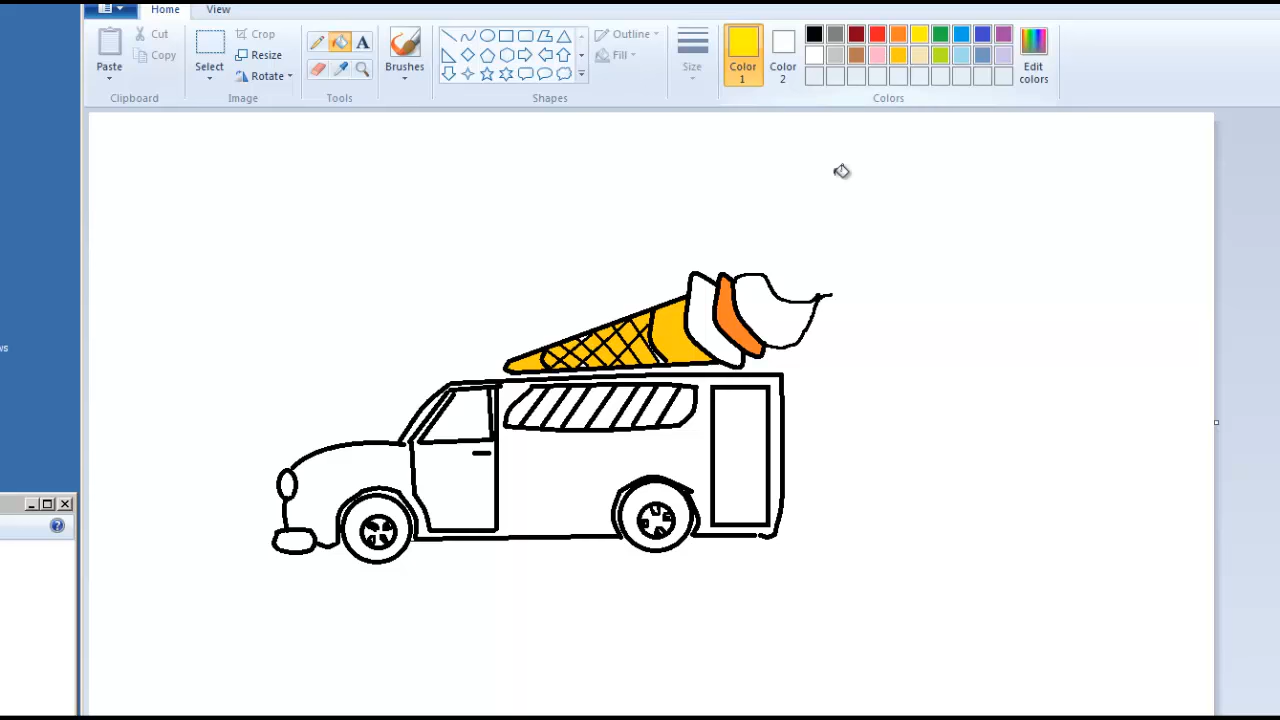 Home View
Cut
Copy
Paste
Clipboard
Select
Crop
Resize
Rotate
Image
A
Tools
Brushes
Outline
Fill
Shapes
Size
Color 1
Color 2
Edit colors
Colors
ws
?